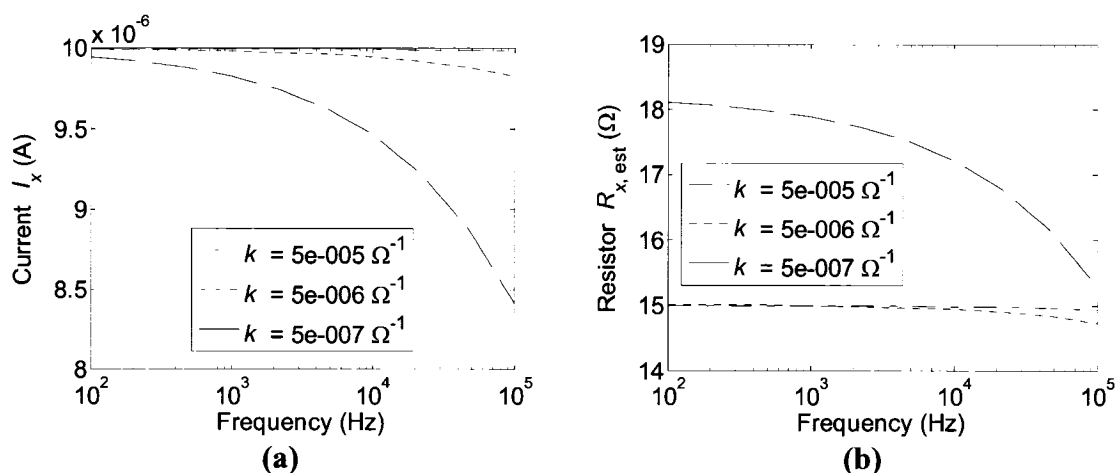 10 x 10^-6
9.5
9
8.5
8
Current I_x (A)
10^2 10^3 10^4 10^5
Frequency (Hz)
k = 5e-005 Ω^-1
k = 5e-006 Ω^-1
k = 5e-007 Ω^-1
(a)
19
18
17
16
15
14
Resistor R_x, est (Ω)
10^2 10^3 10^4 10^5
Frequency (Hz)
k = 5e-005 Ω^-1
k = 5e-006 Ω^-1
k = 5e-007 Ω^-1
(b)